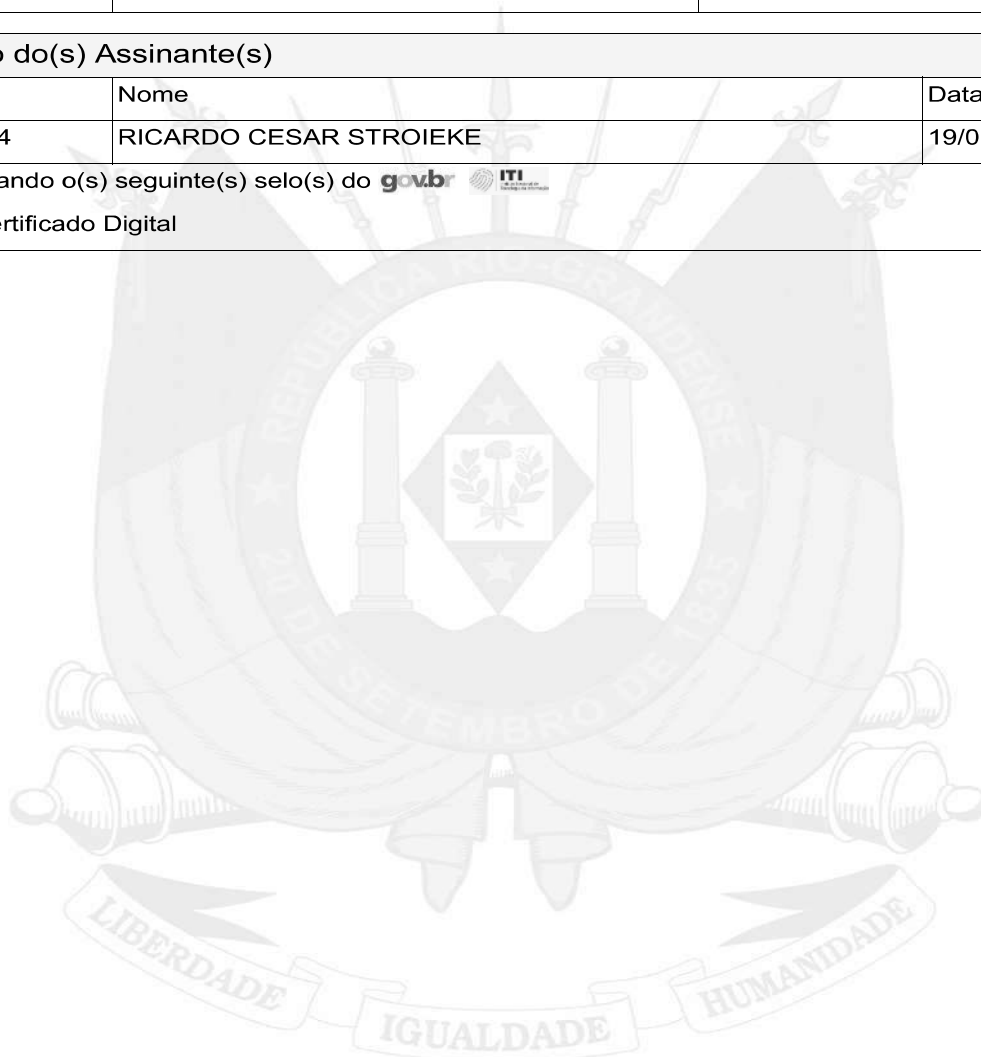 o do(s) Assinante(s)
Nome
Data
4
RICARDO CESAR STROIEKE
19/0
ando o(s) seguinte(s) selo(s) do gov.br ITI
ertificado Digital
REPUBLICA RIO-GRANDENSE
20 DE SETEMBRO DE 1835
LIBERDADE
IGUALDADE
HUMANIDADE